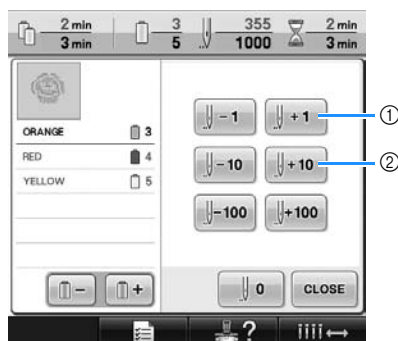 2 min 3 355 2 min
3 min 5 1000 3 min
-1 +1 ①
ORANGE 3
RED 4 -10 +10 ②
YELLOW 5
-100 +100
- + 0 CLOSE
?